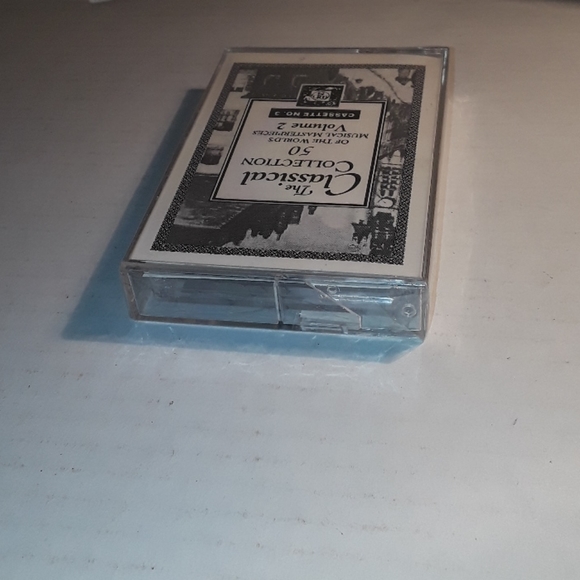 The
Classical
COLLECTION
50
OF THE WORLD'S
MUSICAL MASTERPIECES
Volume 2
CASSETTE NO. 3